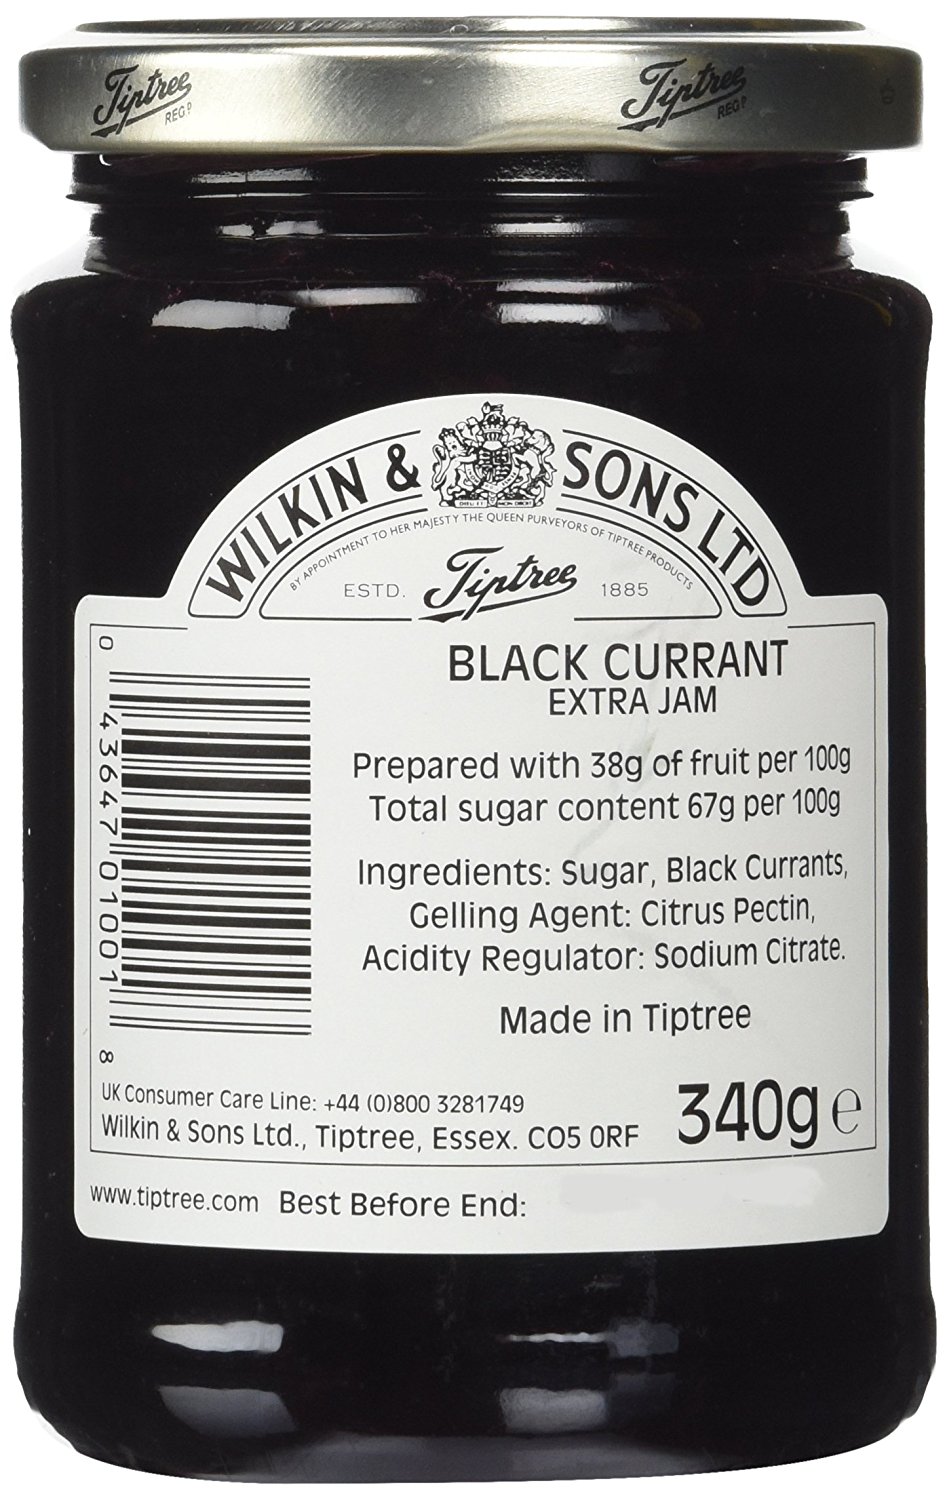 Tiptree
REGD
Tiptree
REGD
WILKIN & SONS LTD
BY APPOINTMENT TO HER MAJESTY THE QUEEN PURVEYORS OF TIPTREE PRODUCTS
ESTD. Tiptree 1885
BLACK CURRANT
EXTRA JAM
Prepared with 38g of fruit per 100g
Total sugar content 67g per 100g
Ingredients: Sugar, Black Currants,
Gelling Agent: Citrus Pectin,
Acidity Regulator: Sodium Citrate.
Made in Tiptree
0 43647 01001 8
UK Consumer Care Line: +44 (0)800 3281749
Wilkin & Sons Ltd., Tiptree, Essex. CO5 0RF
340g e
www.tiptree.com Best Before End: